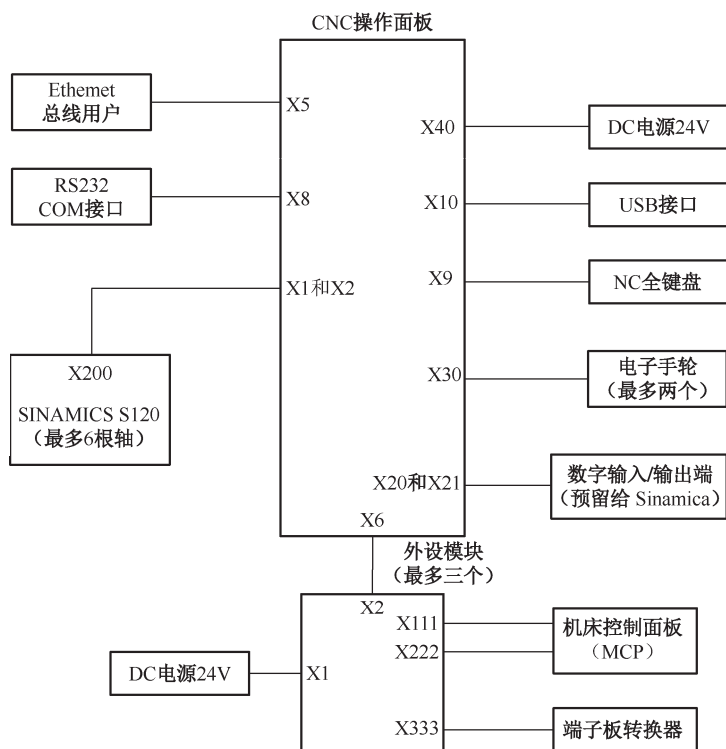 CNC操作面板
Ethemet
总线用户
X5
X40
DC电源24V
RS232
COM接口
X8
X10
USB接口
X1和X2
X9
NC全键盘
X200
SINAMICS S120
（最多6根轴）
X30
电子手轮
（最多两个）
X20和X21
数字输入/输出端
（预留给 Sinamica）
X6
外设模块
（最多三个）
X2
X111
X222
机床控制面板
（MCP）
DC电源24V
X1
X333
端子板转换器